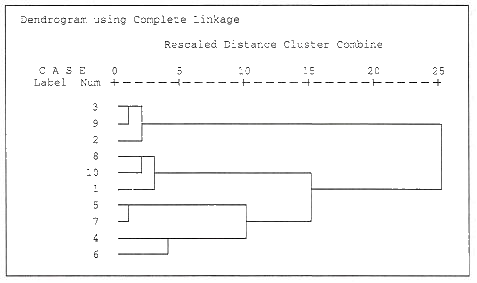 Dendrogram using Complete Linkage
Rescaled Distance Cluster Combine
C A S E 0 5 10 15 20 25
Label Num
3
9
2
8
10
1
5
7
4
6